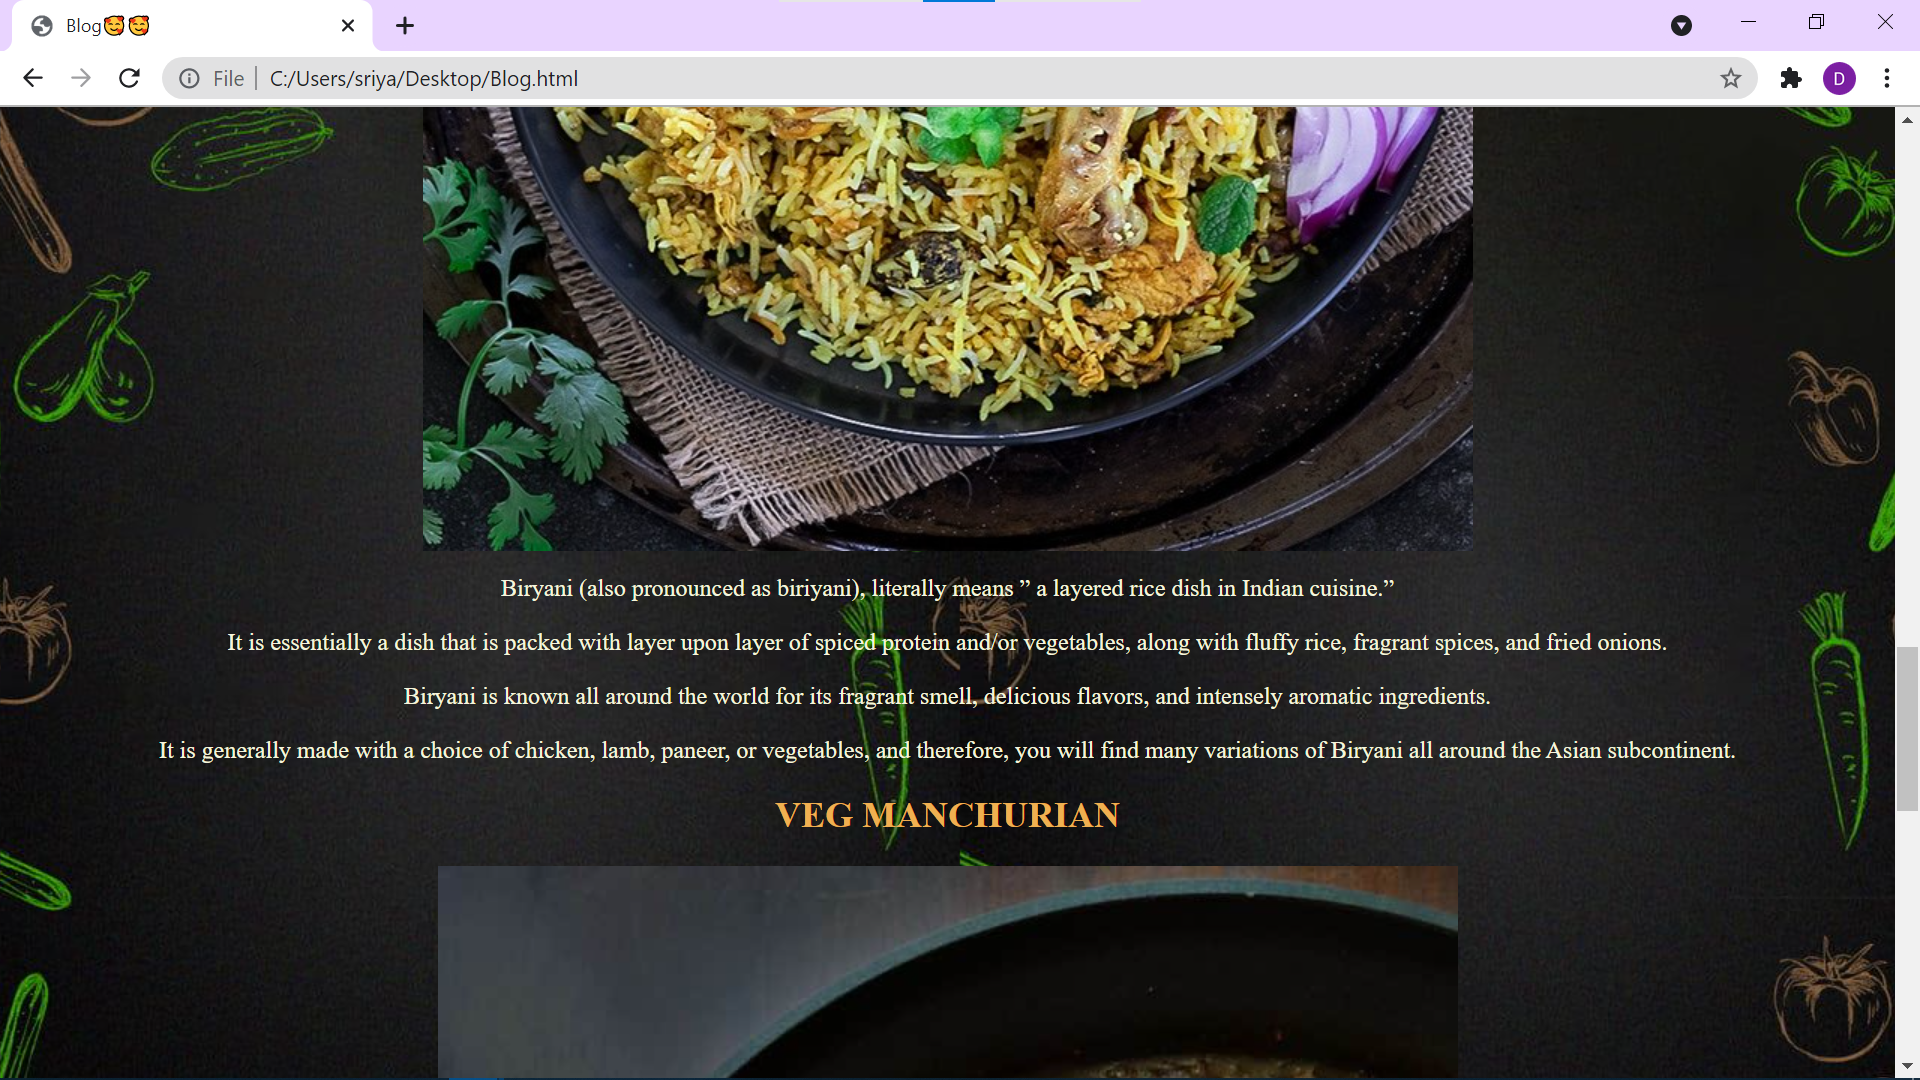 Blog🥰🥰
File
C:/Users/sriya/Desktop/Blog.html
D
Biryani (also pronounced as biriyani), literally means ” a layered rice dish in Indian cuisine.”
It is essentially a dish that is packed with layer upon layer of spiced protein and/or vegetables, along with fluffy rice, fragrant spices, and fried onions.
Biryani is known all around the world for its fragrant smell, delicious flavors, and intensely aromatic ingredients.
It is generally made with a choice of chicken, lamb, paneer, or vegetables, and therefore, you will find many variations of Biryani all around the Asian subcontinent.
VEG MANCHURIAN